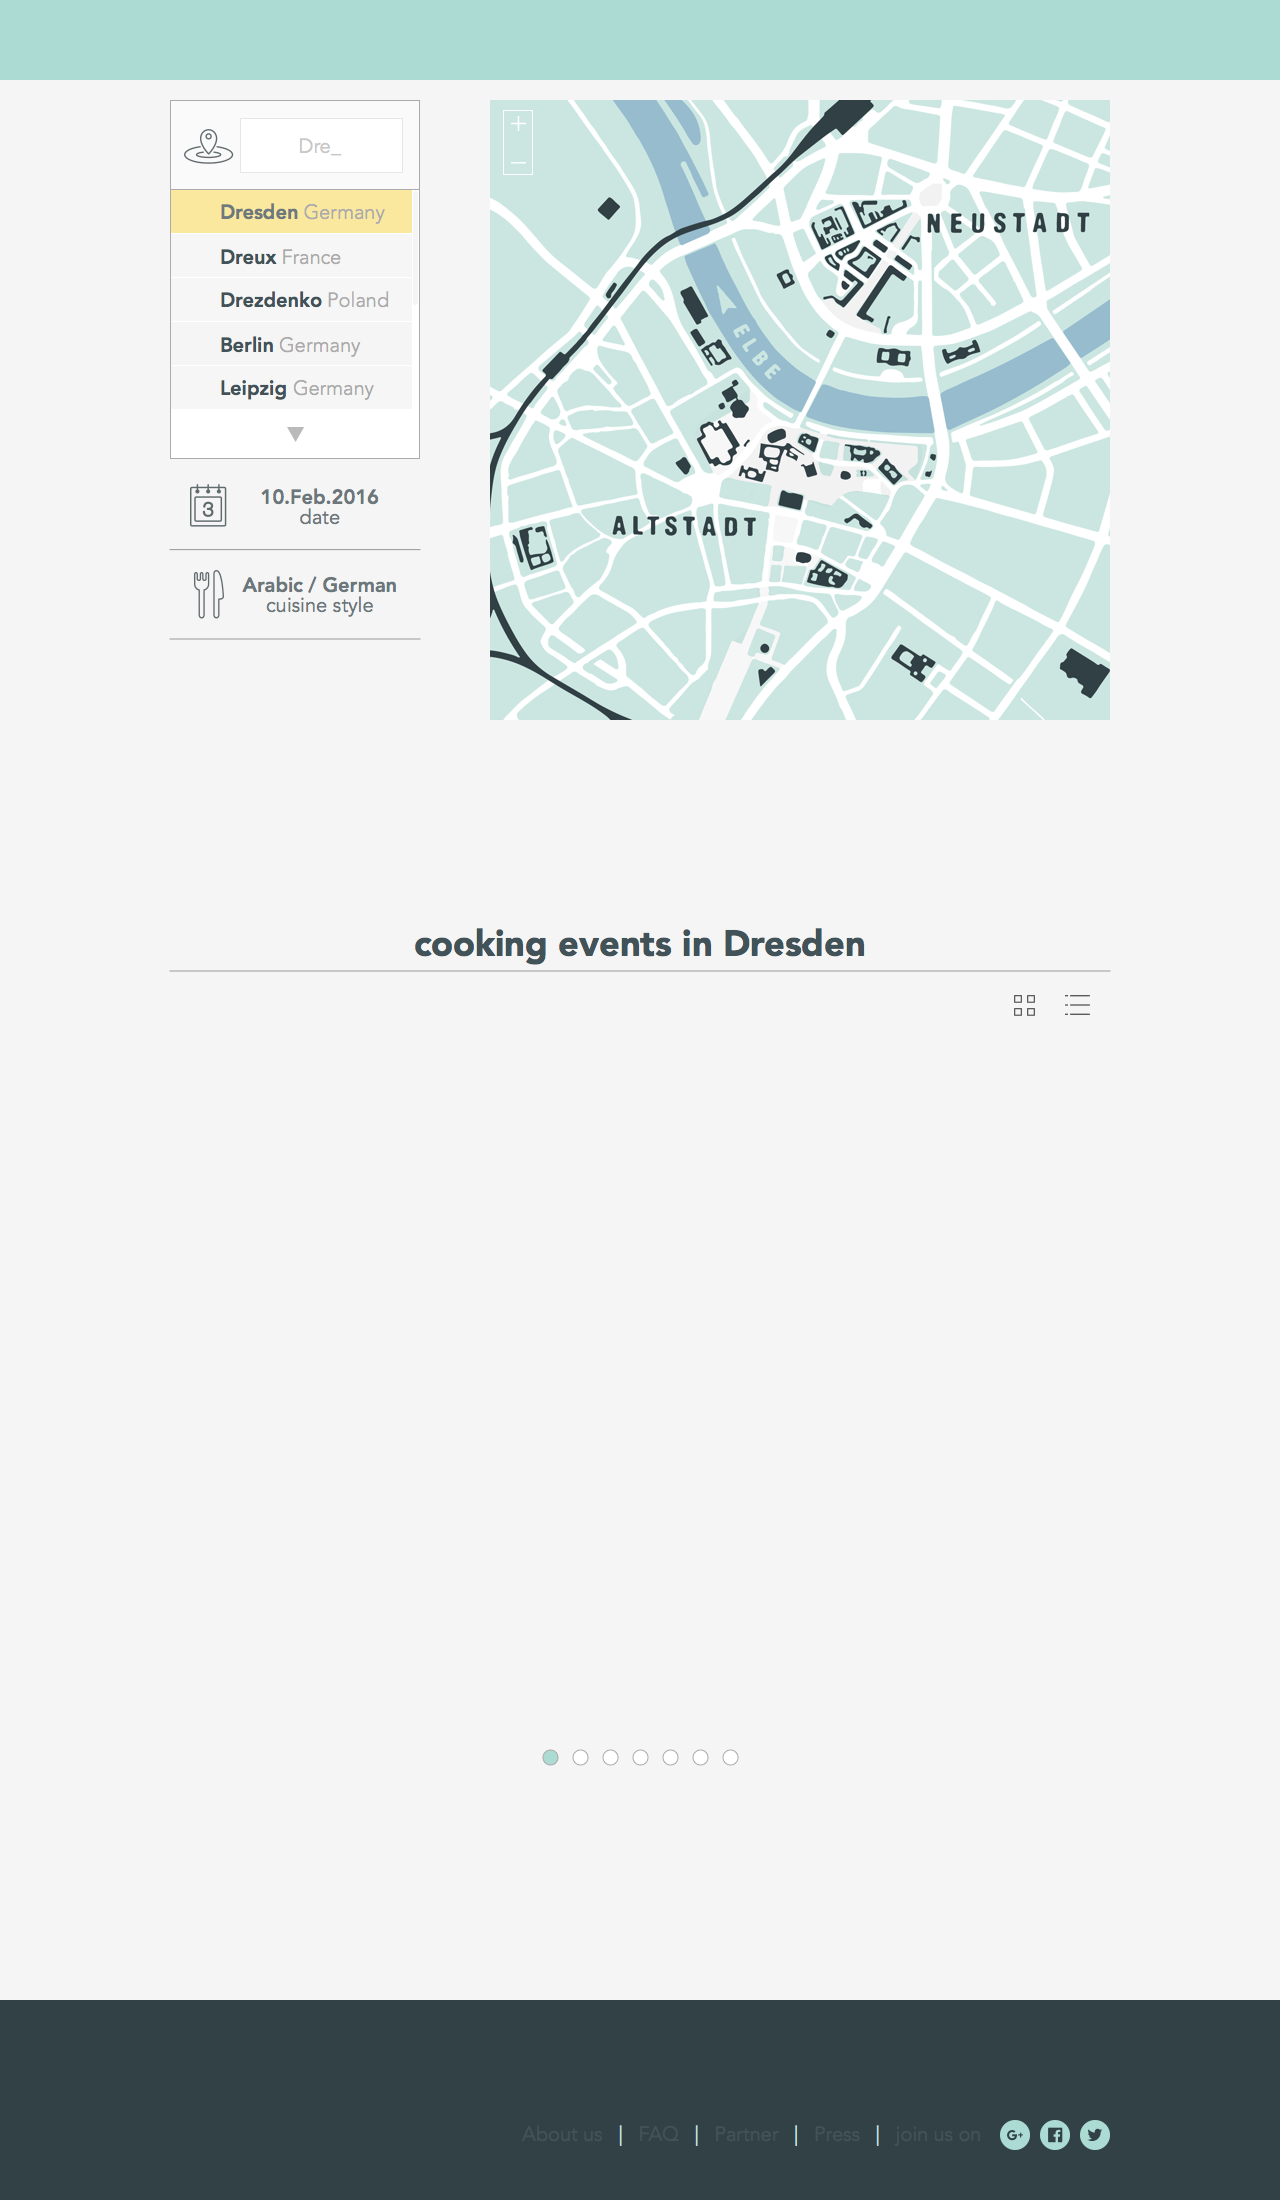 Dre_
Dresden Germany
Dreux France
Drezdenko Poland
Berlin Germany
Leipzig Germany
3
10.Feb.2016
date
Arabic / German
cuisine style
+
−
NEUSTADT
ELBE
ALTSTADT
cooking events in Dresden
About us | FAQ | Partner | Press | join us on G+